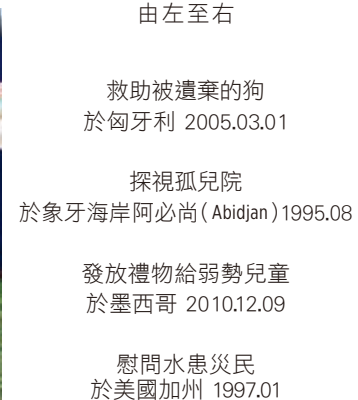 由左至右
救助被遺棄的狗
於匈牙利 2005.03.01
探視孤兒院
於象牙海岸阿必尚(Abidjan)1995.08
發放禮物給弱勢兒童
於墨西哥 2010.12.09
慰問水患災民
於美國加州 1997.01